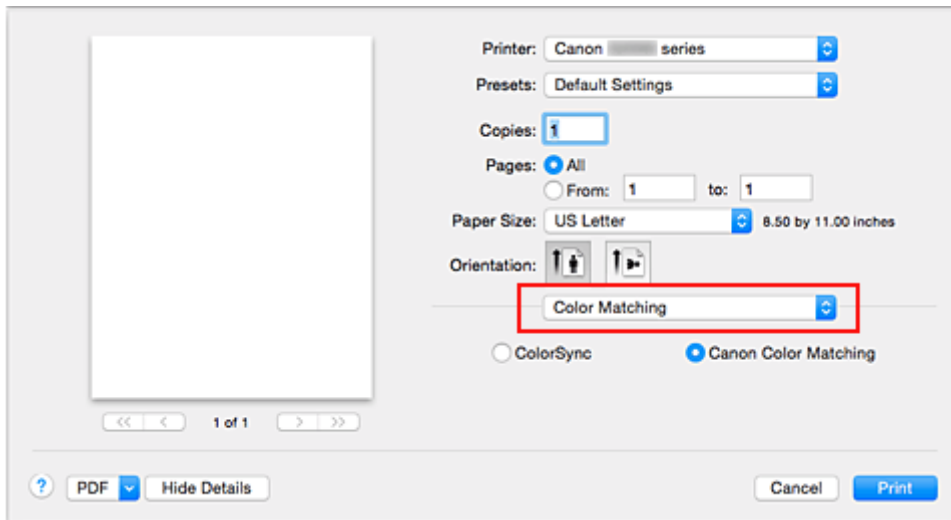 Printer: Canon series
Presets: Default Settings
Copies: 1
Pages: All
From: 1 to: 1
Paper Size: US Letter 8.50 by 11.00 inches
Orientation:
Color Matching
ColorSync Canon Color Matching
<< < 1 of 1 > >>
? PDF Hide Details Cancel Print